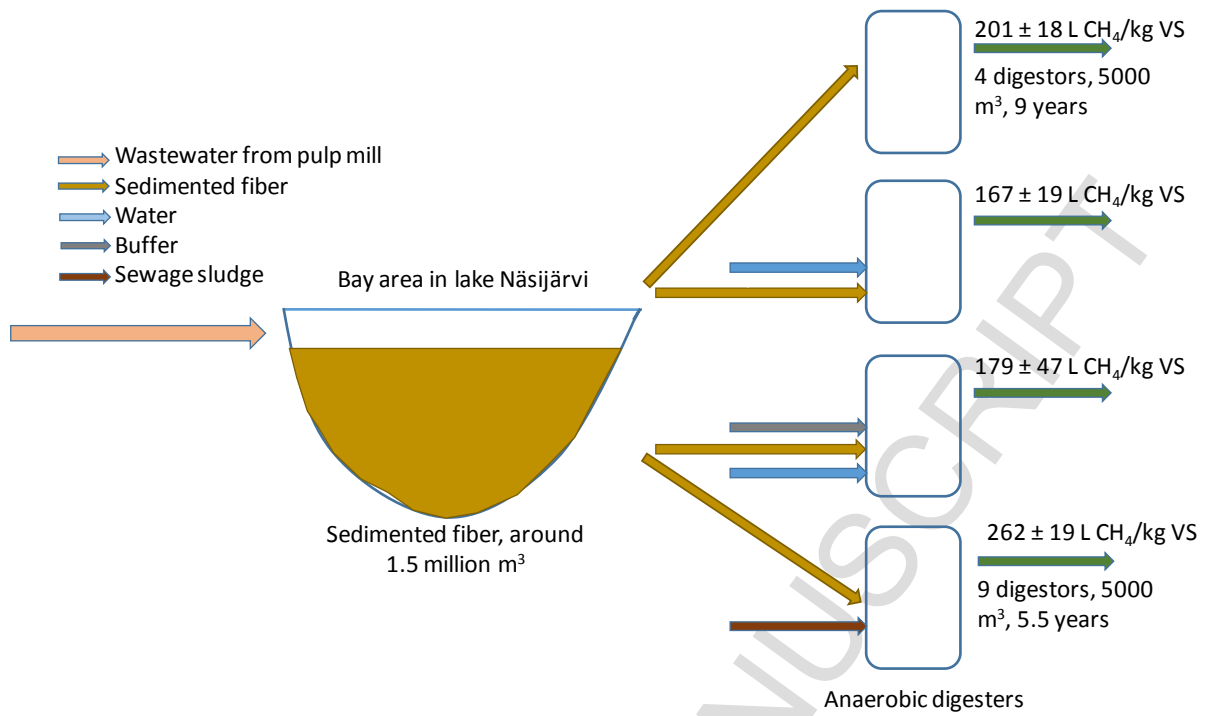 201 ± 18 L CH₄/kg VS
4 digestors, 5000
m³, 9 years
Wastewater from pulp mill
Sedimented fiber
Water
Buffer
Sewage sludge
167 ± 19 L CH₄/kg VS
Bay area in lake Näsijärvi
179 ± 47 L CH₄/kg VS
Sedimented fiber, around
1.5 million m³
262 ± 19 L CH₄/kg VS
9 digestors, 5000
m³, 5.5 years
Anaerobic digesters
NUSCRIPT